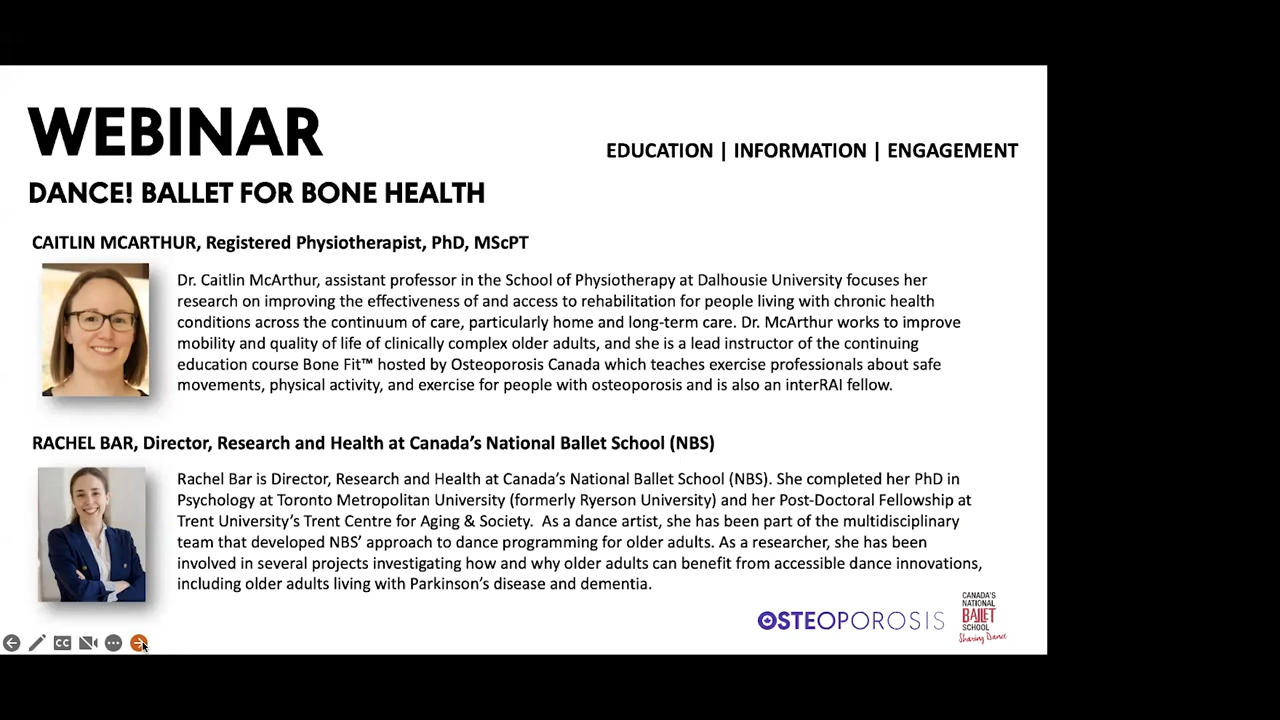 WEBINAR
EDUCATION | INFORMATION | ENGAGEMENT
DANCE! BALLET FOR BONE HEALTH
CAITLIN MCARTHUR, Registered Physiotherapist, PhD, MScPT
Dr. Caitlin McArthur, assistant professor in the School of Physiotherapy at Dalhousie University focuses her
research on improving the effectiveness of and access to rehabilitation for people living with chronic health
conditions across the continuum of care, particularly home and long-term care. Dr. McArthur works to improve
mobility and quality of life of clinically complex older adults, and she is a lead instructor of the continuing
education course Bone Fit™ hosted by Osteoporosis Canada which teaches exercise professionals about safe
movements, physical activity, and exercise for people with osteoporosis and is also an interRAI fellow.
RACHEL BAR, Director, Research and Health at Canada’s National Ballet School (NBS)
Rachel Bar is Director, Research and Health at Canada’s National Ballet School (NBS). She completed her PhD in
Psychology at Toronto Metropolitan University (formerly Ryerson University) and her Post-Doctoral Fellowship at
Trent University’s Trent Centre for Aging & Society.  As a dance artist, she has been part of the multidisciplinary
team that developed NBS’ approach to dance programming for older adults. As a researcher, she has been
involved in several projects investigating how and why older adults can benefit from accessible dance innovations,
including older adults living with Parkinson’s disease and dementia.
OSTEOPOROSIS
CANADA'S
NATIONAL
BALLET
SCHOOL
Sharing Dance
CC